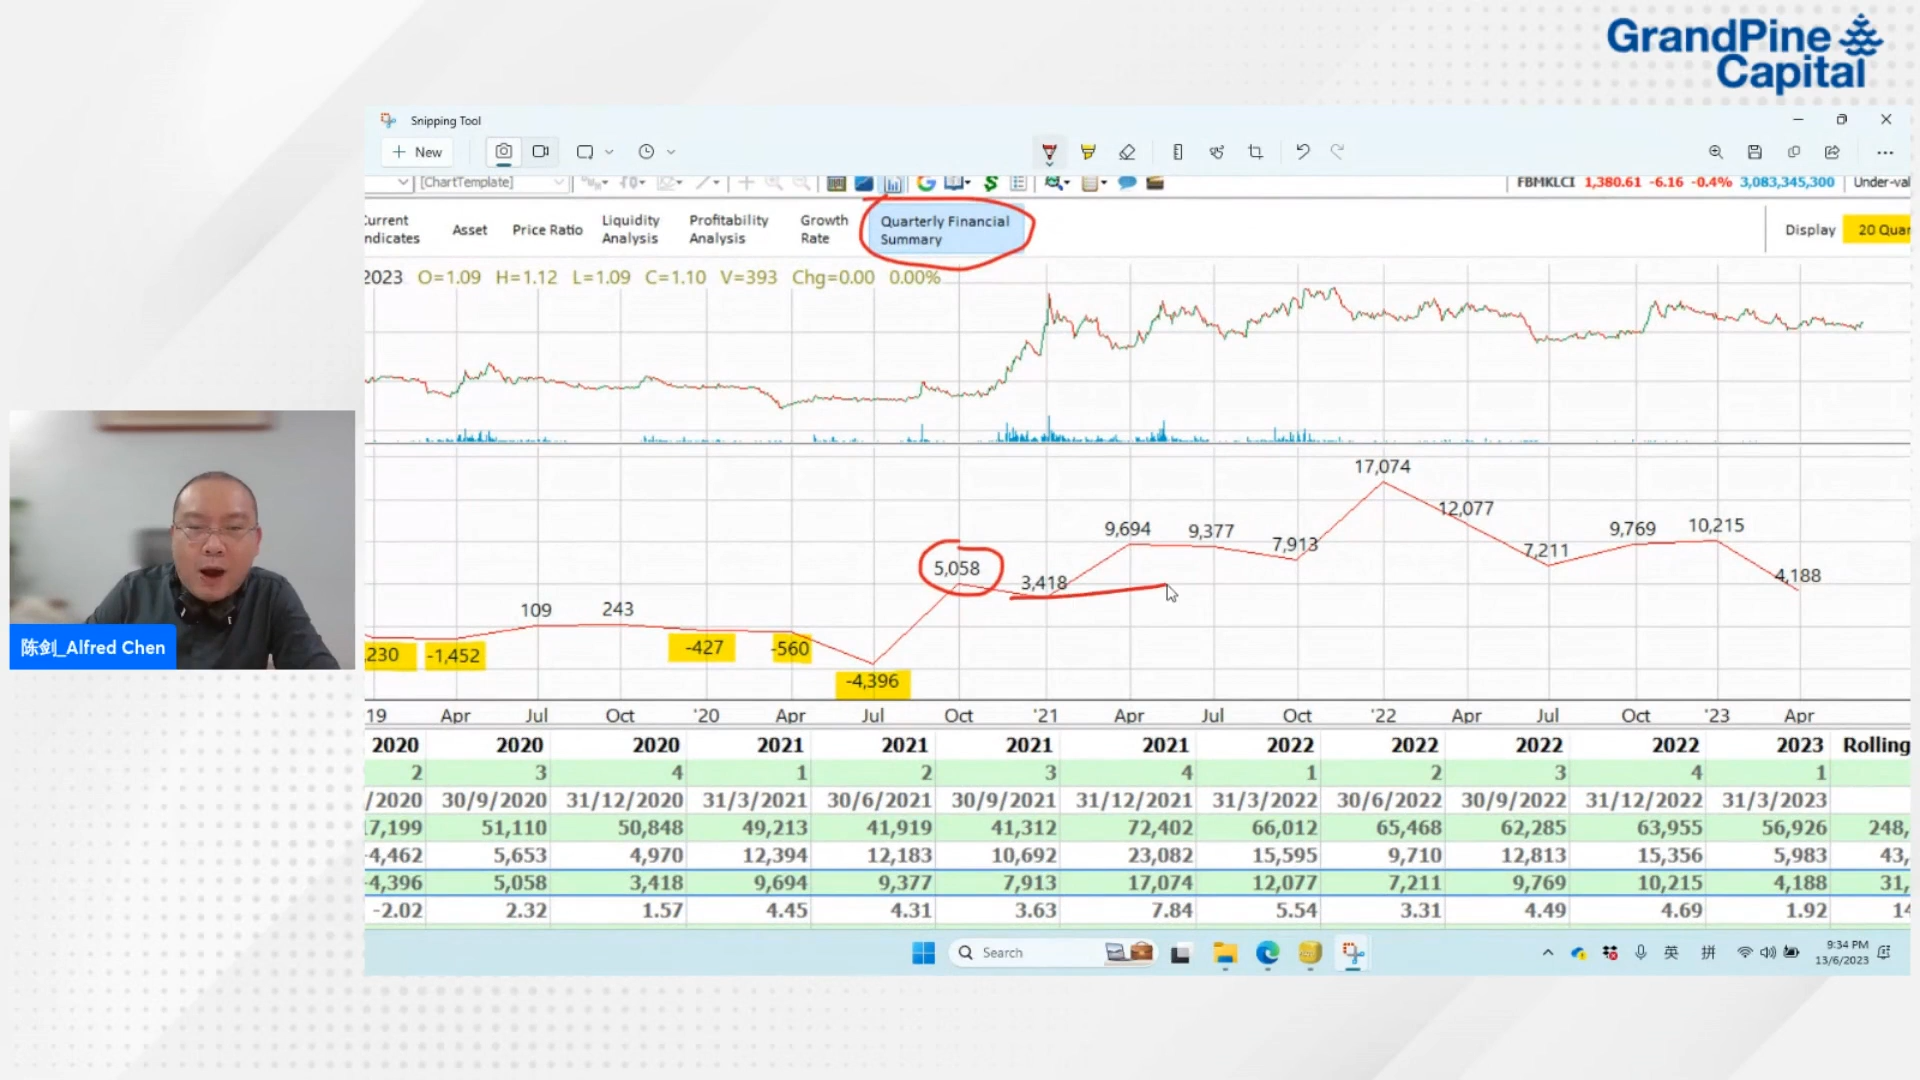 GrandPine
Capital
Snipping Tool
New
[ChartTemplate]
FBMKLCI 1,380.61 -6.16 -0.4% 3,083,345,300 Under-val
Current Indicates
Asset
Price Ratio
Liquidity Analysis
Profitability Analysis
Growth Rate
Quarterly Financial Summary
Display 20 Quar
2023 O=1.09 H=1.12 L=1.09 C=1.10 V=393 Chg=0.00 0.00%
17,074
12,077
9,694
9,377
7,913
7,211
9,769
10,215
5,058
3,418
4,188
109
243
,230
-1,452
-427
-560
-4,396
陈剑_Alfred Chen
'19 Apr Jul Oct '20 Apr Jul Oct '21 Apr Jul Oct '22 Apr Jul Oct '23 Apr
2020 2020 2020 2021 2021 2021 2021 2022 2022 2022 2022 2023 Rolling
2 3 4 1 2 3 4 1 2 3 4 1
/2020 30/9/2020 31/12/2020 31/3/2021 30/6/2021 30/9/2021 31/12/2021 31/3/2022 30/6/2022 30/9/2022 31/12/2022 31/3/2023
17,199 51,110 50,848 49,213 41,919 41,312 72,402 66,012 65,468 62,285 63,955 56,926 248,
-4,462 5,653 4,970 12,394 12,183 10,692 23,082 15,595 9,710 12,813 15,356 5,983 43,
-4,396 5,058 3,418 9,694 9,377 7,913 17,074 12,077 7,211 9,769 10,215 4,188 31,
-2.02 2.32 1.57 4.45 4.31 3.63 7.84 5.54 3.31 4.49 4.69 1.92 14
Search
英
拼
9:34 PM
13/6/2023